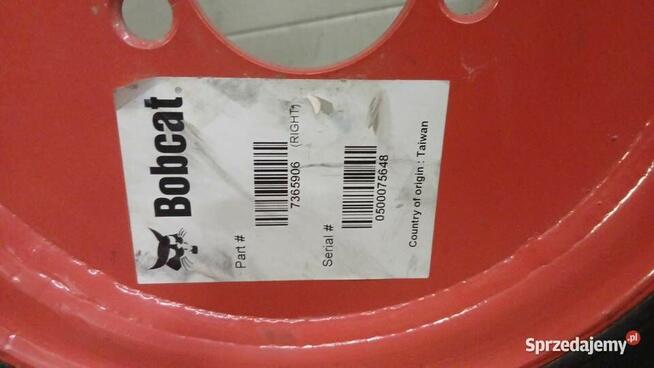 Bobcat®
Part #
7365906 (RIGHT)
Serial #
0500075648
Country of origin : Taiwan
Sprzedajemy.pl